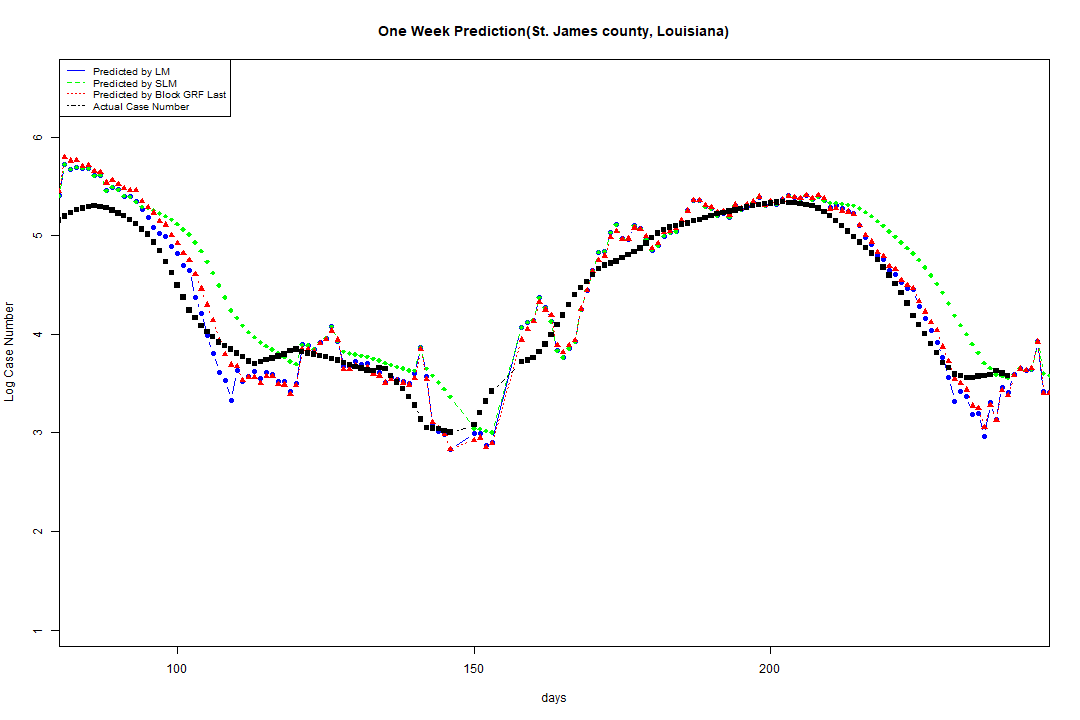 One Week Prediction(St. James county, Louisiana)
Predicted by LM
Predicted by SLM
Predicted by Block GRF Last
Actual Case Number
Log Case Number
6
5
4
3
2
1
100 150 200
days